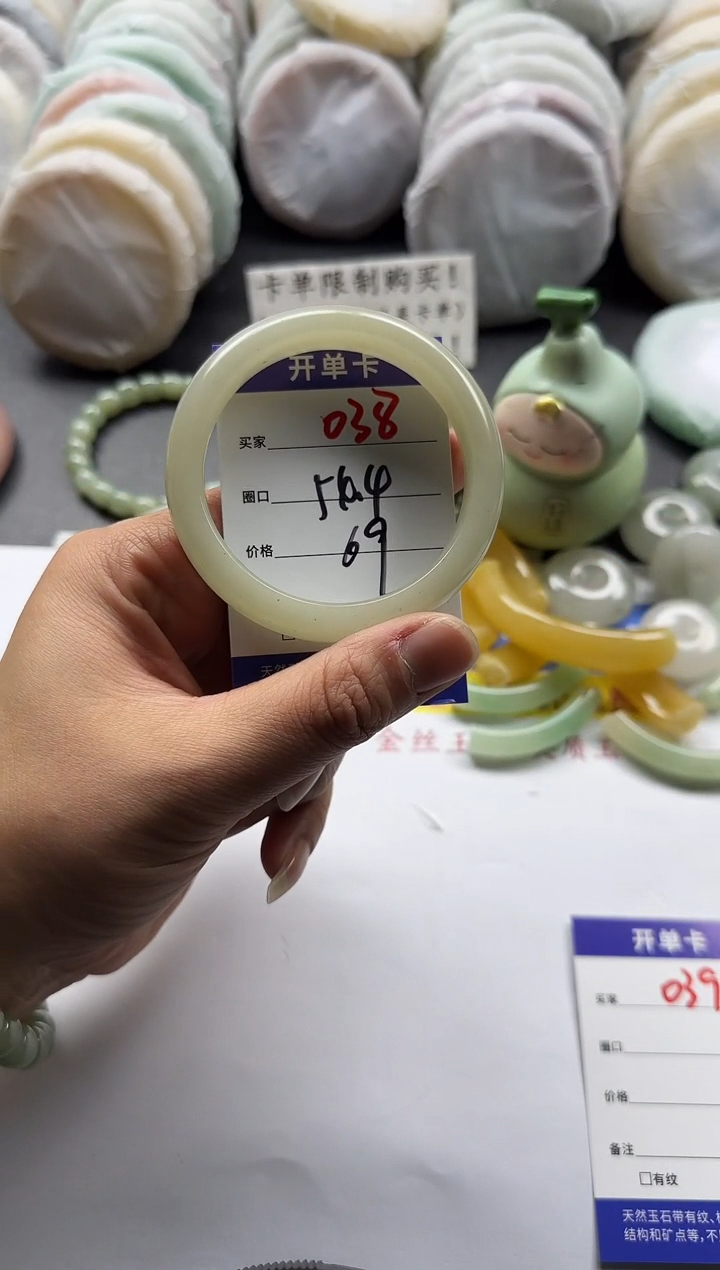 卡单限制购买!
开单卡
买家 038
圈口 56.4
价格 69
金丝玉
开单卡
买家 039
圈口
价格
备注
□有纹
天然玉石带有纹、
结构和矿点等,不